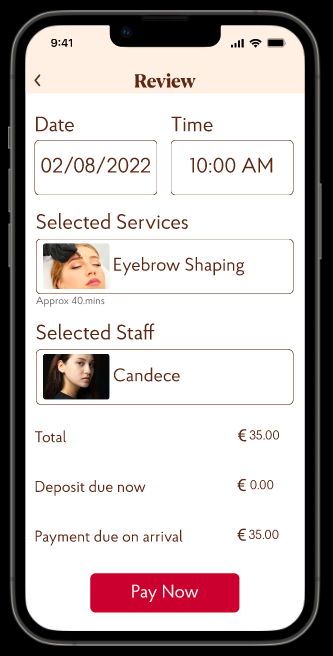 9:41
Review
Date Time
02/08/2022 10:00 AM
Selected Services
Eyebrow Shaping
Approx 40.mins
Selected Staff
Candece
Total € 35.00
Deposit due now € 0.00
Payment due on arrival € 35.00
Pay Now